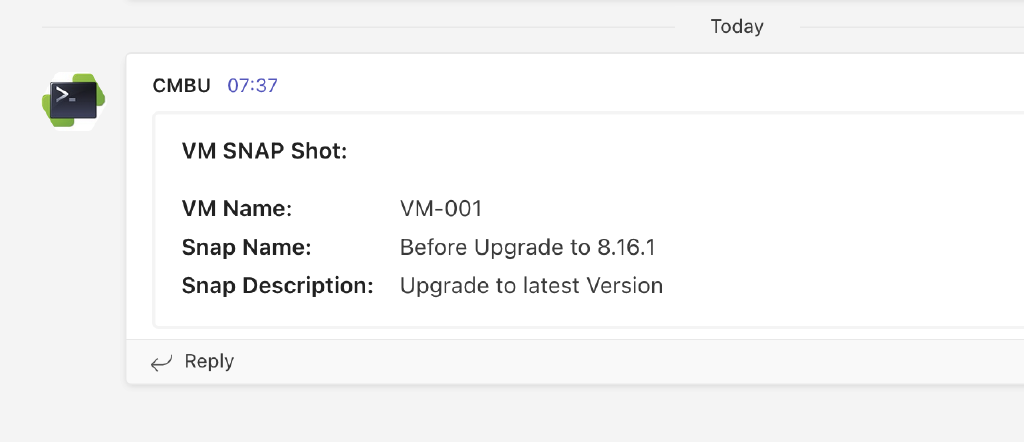 Today
CMBU 07:37
>_
VM SNAP Shot:
VM Name: VM-001
Snap Name: Before Upgrade to 8.16.1
Snap Description: Upgrade to latest Version
Reply